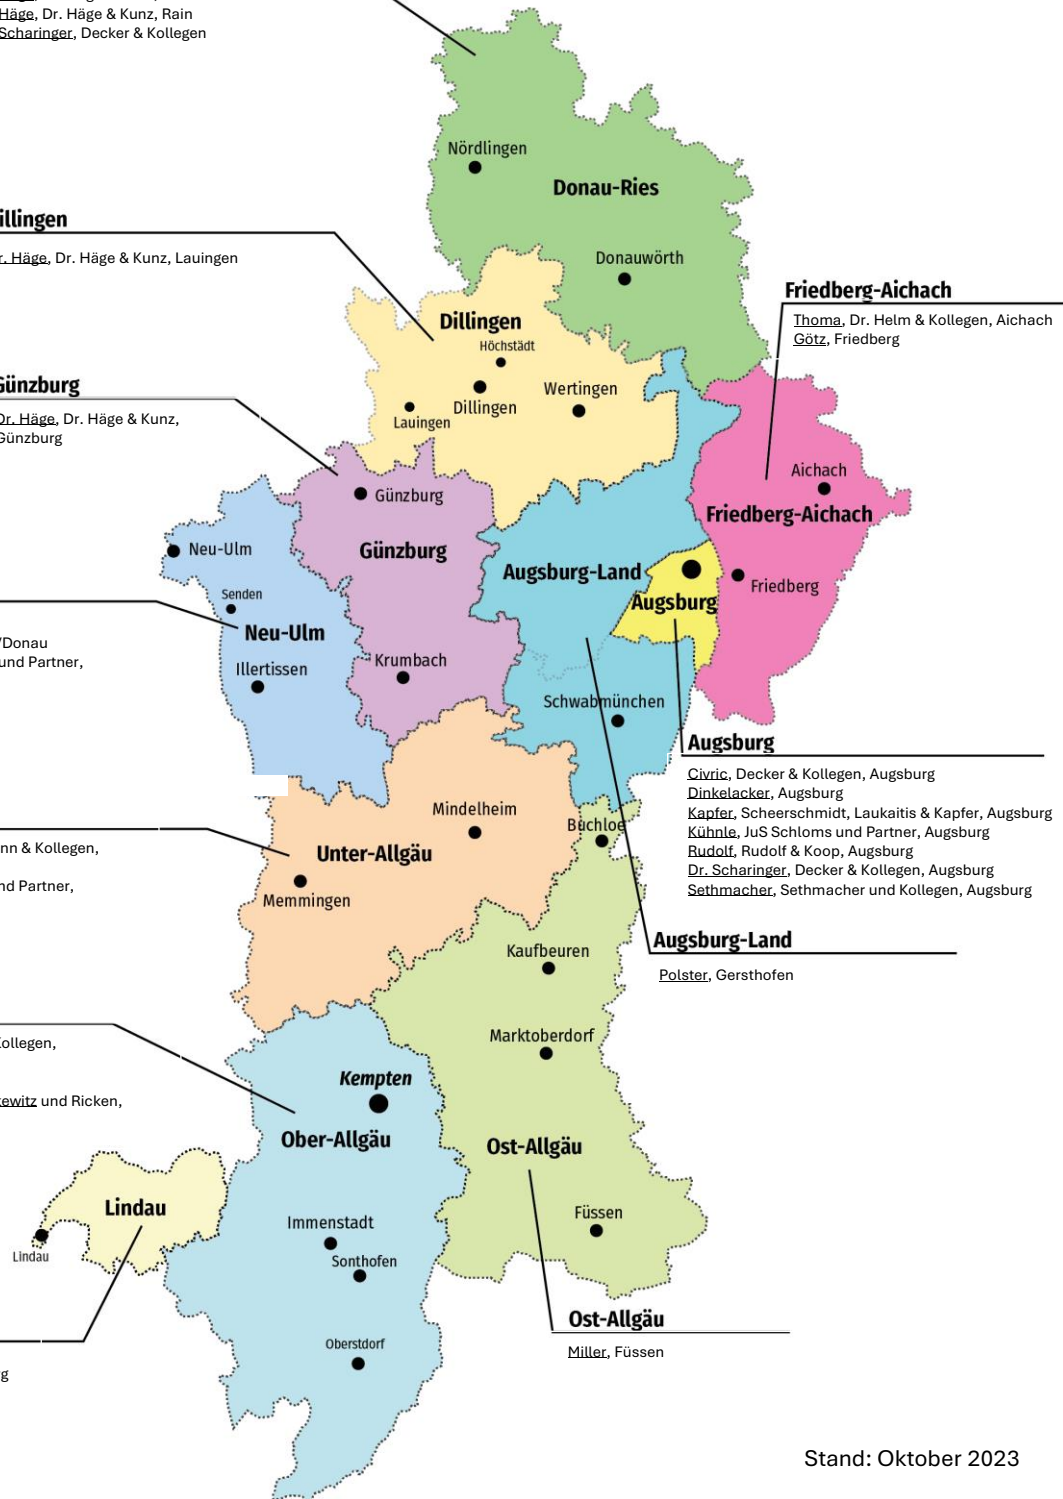 Häge, Dr. Häge & Kunz, Rain
Scharinger, Decker & Kollegen
Nördlingen
Donau-Ries
Donauwörth
illingen
r. Häge, Dr. Häge & Kunz, Lauingen
Friedberg-Aichach
Thoma, Dr. Helm & Kollegen, Aichach
Götz, Friedberg
Dillingen
Höchstädt
Dillingen
Wertingen
Lauingen
Günzburg
Dr. Häge, Dr. Häge & Kunz,
Günzburg
Aichach
Friedberg-Aichach
Friedberg
Günzburg
Günzburg
Krumbach
Neu-Ulm
Senden
Neu-Ulm
Illertissen
Augsburg-Land
Augsburg
Schwabmünchen
/Donau
und Partner,
Augsburg
Civric, Decker & Kollegen, Augsburg
Dinkelacker, Augsburg
Kapfer, Scheerschmidt, Laukaitis & Kapfer, Augsburg
Kühnle, JuS Schloms und Partner, Augsburg
Rudolf, Rudolf & Koop, Augsburg
Dr. Scharinger, Decker & Kollegen, Augsburg
Sethmacher, Sethmacher und Kollegen, Augsburg
Mindelheim
Buchloe
Unter-Allgäu
Memmingen
nn & Kollegen,
nd Partner,
Augsburg-Land
Polster, Gersthofen
Kaufbeuren
Marktoberdorf
Kollegen,
kewitz und Ricken,
Kempten
Ober-Allgäu
Ost-Allgäu
Lindau
Lindau
Immenstadt
Sonthofen
Füssen
Oberstdorf
Ost-Allgäu
Miller, Füssen
g
Stand: Oktober 2023